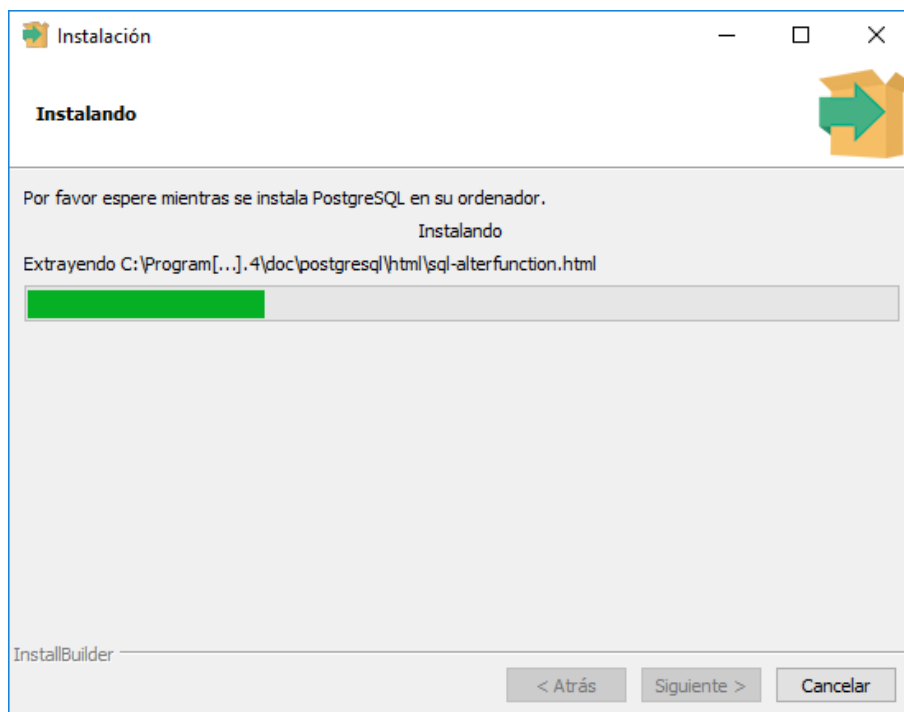 Instalación
Instalando
Por favor espere mientras se instala PostgreSQL en su ordenador.
Instalando
Extrayendo C:\Program[...].4\doc\postgresql\html\sql-alterfunction.html
InstallBuilder
< Atrás Siguiente > Cancelar